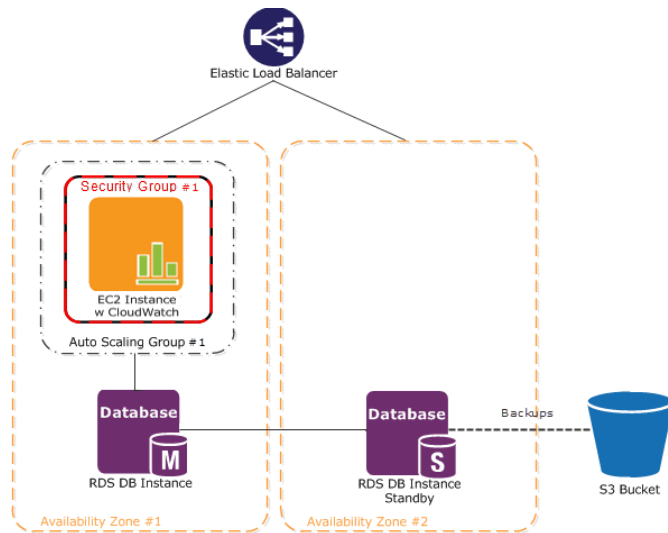 Elastic Load Balancer
Security Group #1
EC2 Instance
w CloudWatch
Auto Scaling Group #1
Database
M
RDS DB Instance
Database
S
RDS DB Instance
Standby
Backups
S3 Bucket
Availability Zone #1
Availability Zone #2